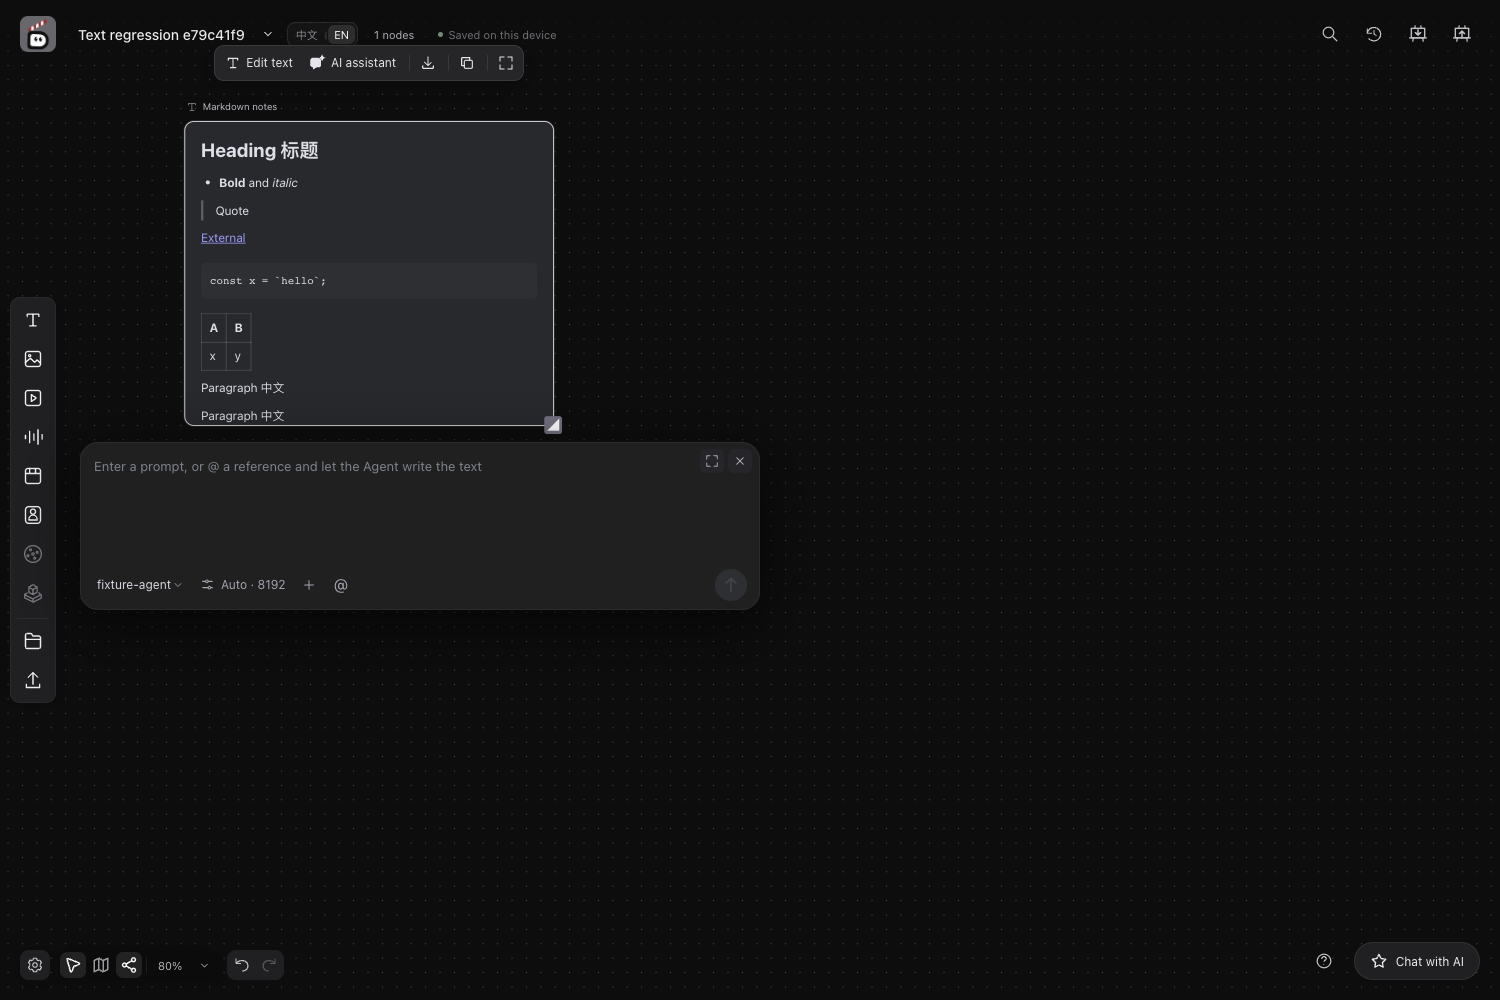 Text regression e79c41f9
中文 EN
1 nodes
Saved on this device
Edit text
AI assistant
Markdown notes
Heading 标题
Bold and italic
Quote
External
const x = `hello`;
A B
x y
Paragraph 中文
Paragraph 中文
Enter a prompt, or @ a reference and let the Agent write the text
fixture-agent
Auto · 8192
@
80%
Chat with AI